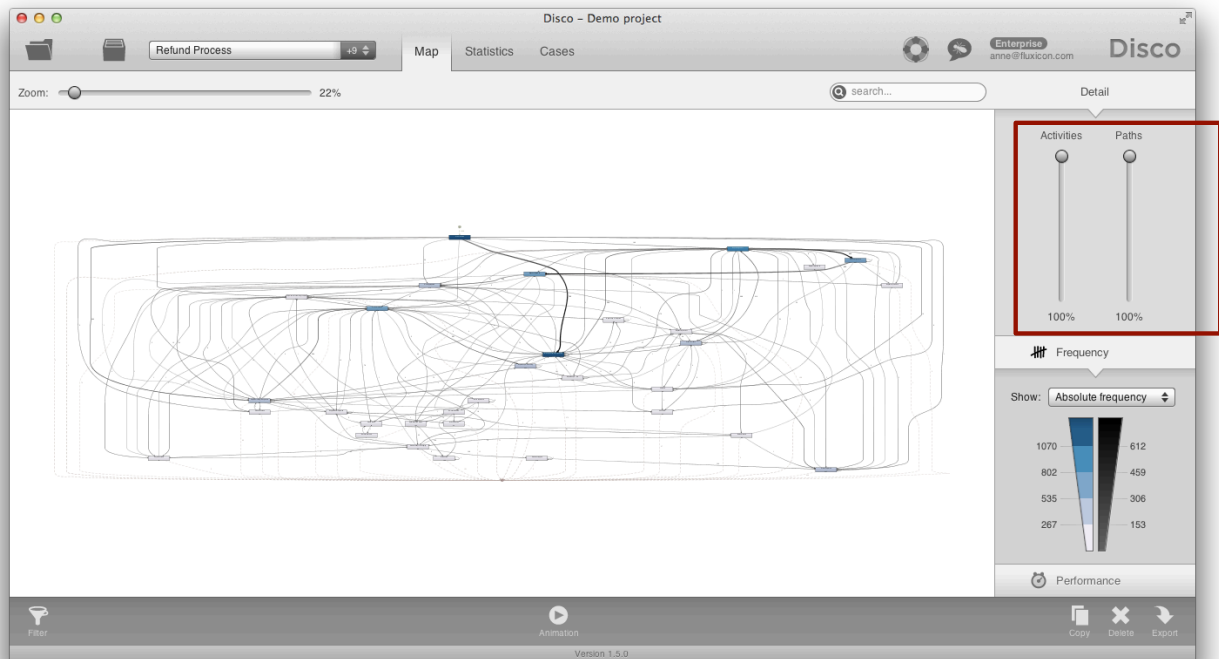 Disco – Demo project
Refund Process
+9
Map
Statistics
Cases
Enterprise
anne@fluxicon.com
Disco
Zoom:
22%
search...
Detail
Activities
Paths
100%
100%
Frequency
Show:
Absolute frequency
1070
612
802
459
535
306
267
153
Performance
Filter
Animation
Copy
Delete
Export
Version 1.5.0